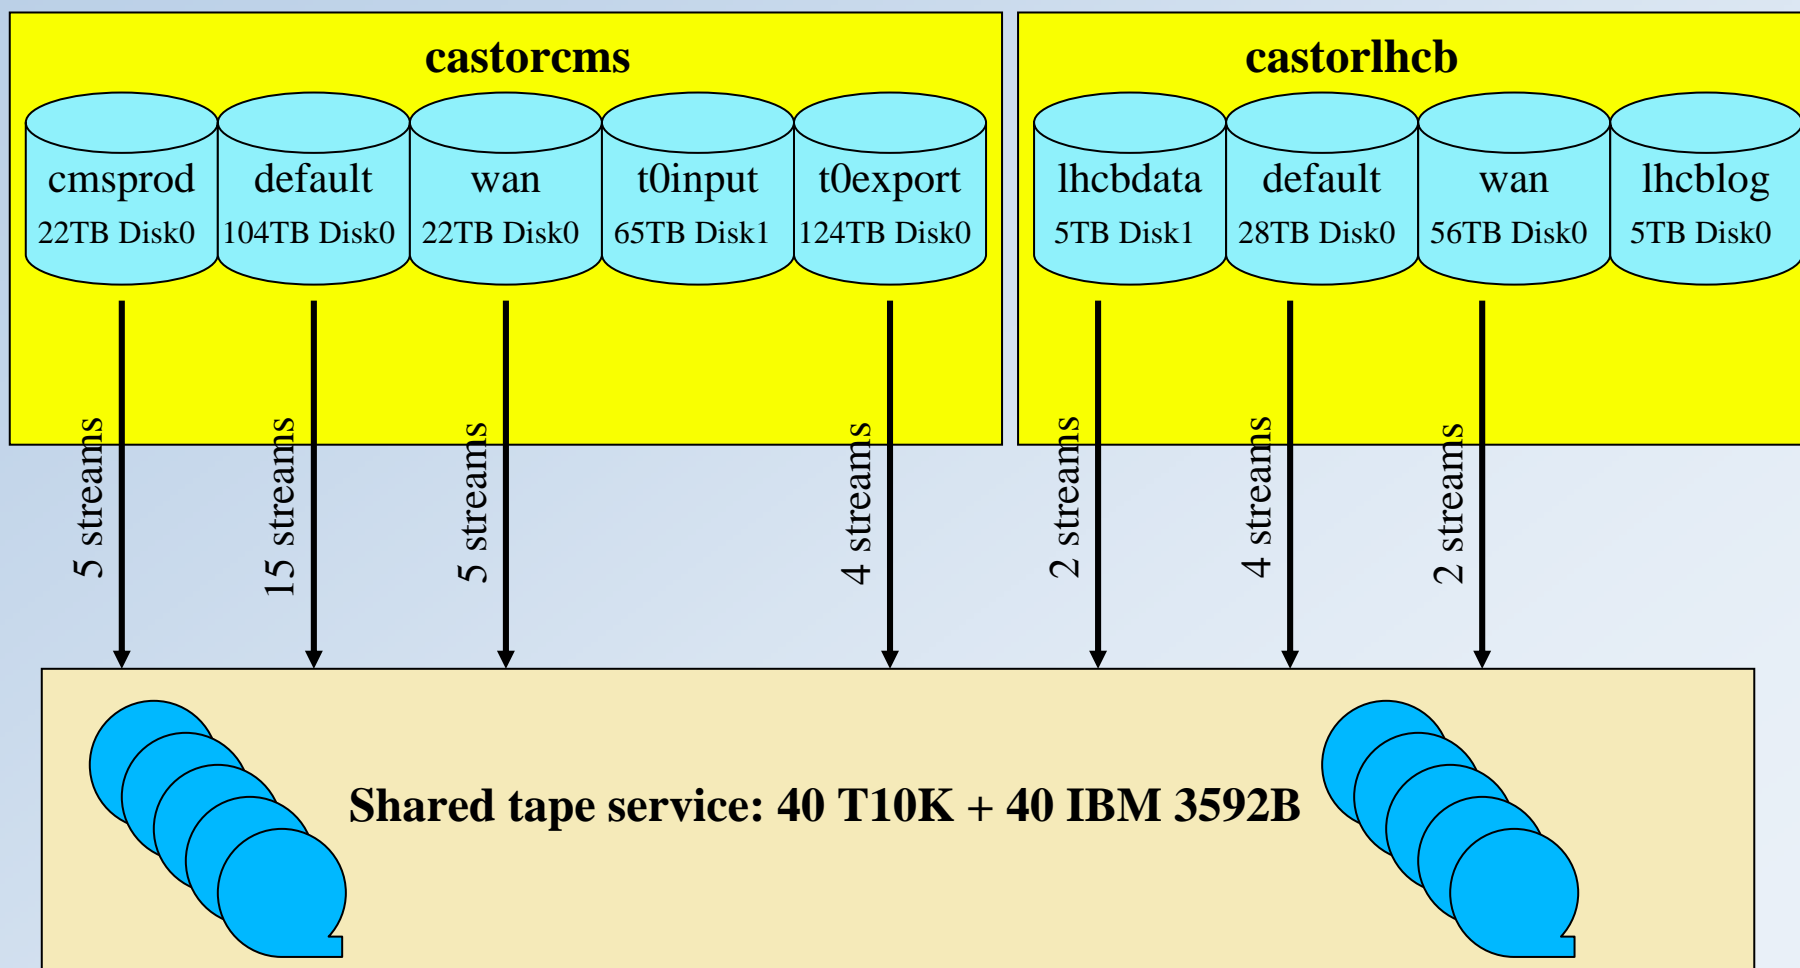 castorcms
castorlhcb
cmsprod
22TB Disk0
default
104TB Disk0
wan
22TB Disk0
t0input
65TB Disk1
t0export
124TB Disk0
lhcbdata
5TB Disk1
default
28TB Disk0
wan
56TB Disk0
lhcblog
5TB Disk0
5 streams
15 streams
5 streams
4 streams
2 streams
4 streams
2 streams
Shared tape service: 40 T10K + 40 IBM 3592B